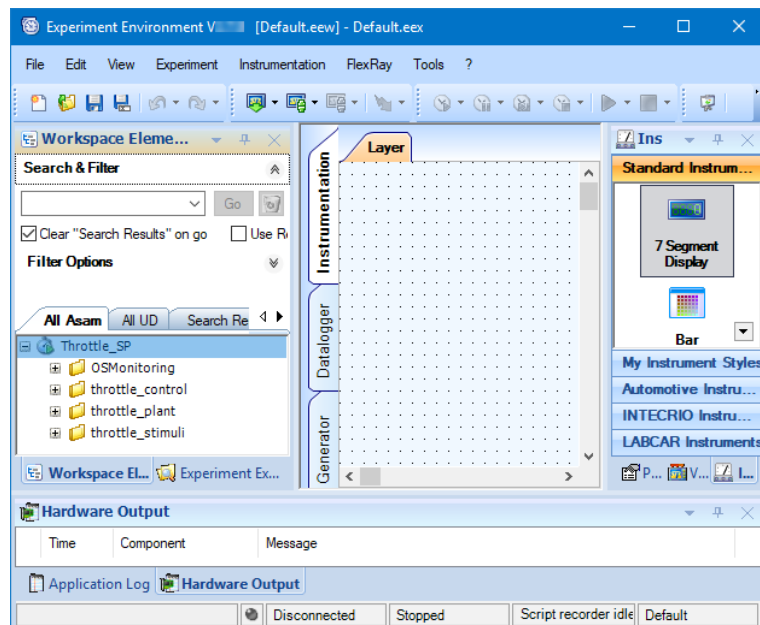 Experiment Environment V [Default.eew] - Default.eex
File Edit View Experiment Instrumentation FlexRay Tools ?
Workspace Eleme...
Search & Filter
Go
Clear "Search Results" on go Use R
Filter Options
All Asam All UD Search Re
Throttle_SP
OSMonitoring
throttle_control
throttle_plant
throttle_stimuli
Workspace El... Experiment Ex...
Instrumentation
Datalogger
Generator
Layer
Ins
Standard Instrum...
7 Segment
Display
Bar
My Instrument Styles
Automotive Instru...
INTECRIO Instru...
LABCAR Instruments
P... V... I...
Hardware Output
Time Component Message
Application Log Hardware Output
Disconnected Stopped Script recorder idle Default